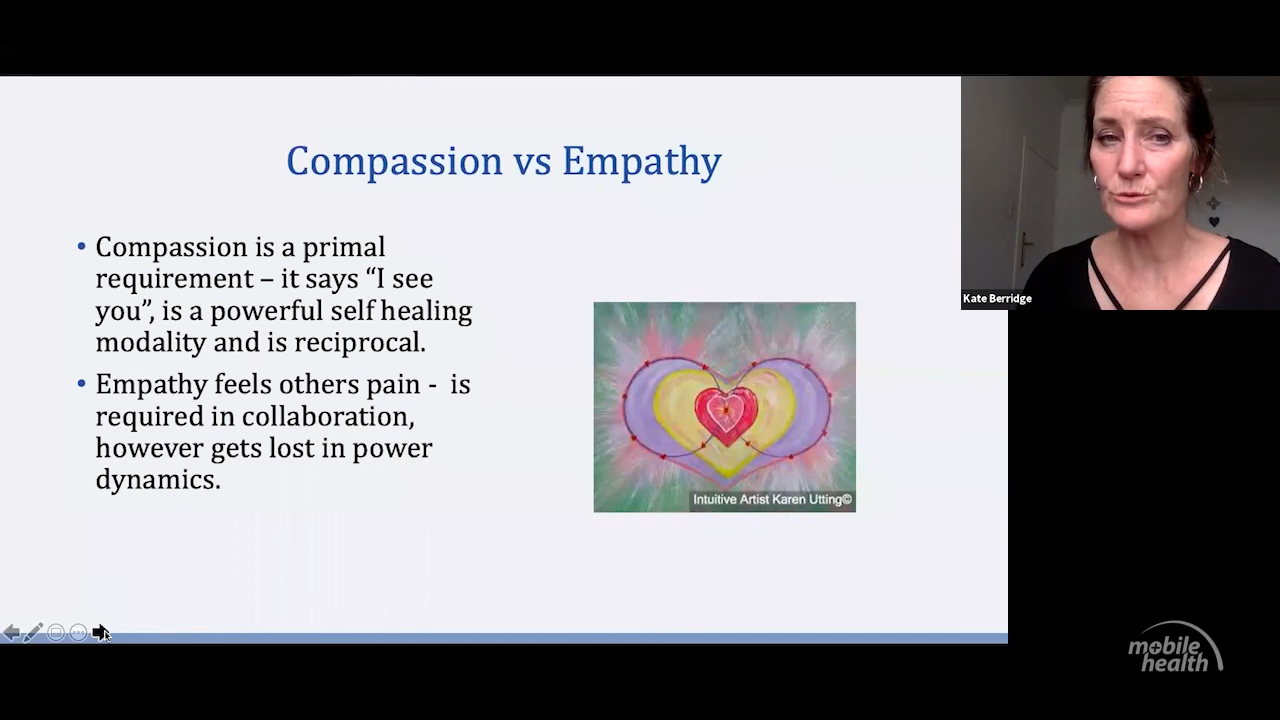 Compassion vs Empathy
• Compassion is a primal
requirement – it says “I see
you”, is a powerful self healing
modality and is reciprocal.
• Empathy feels others pain - is
required in collaboration,
however gets lost in power
dynamics.
Intuitive Artist Karen Utting©
Kate Berridge
mobile
health